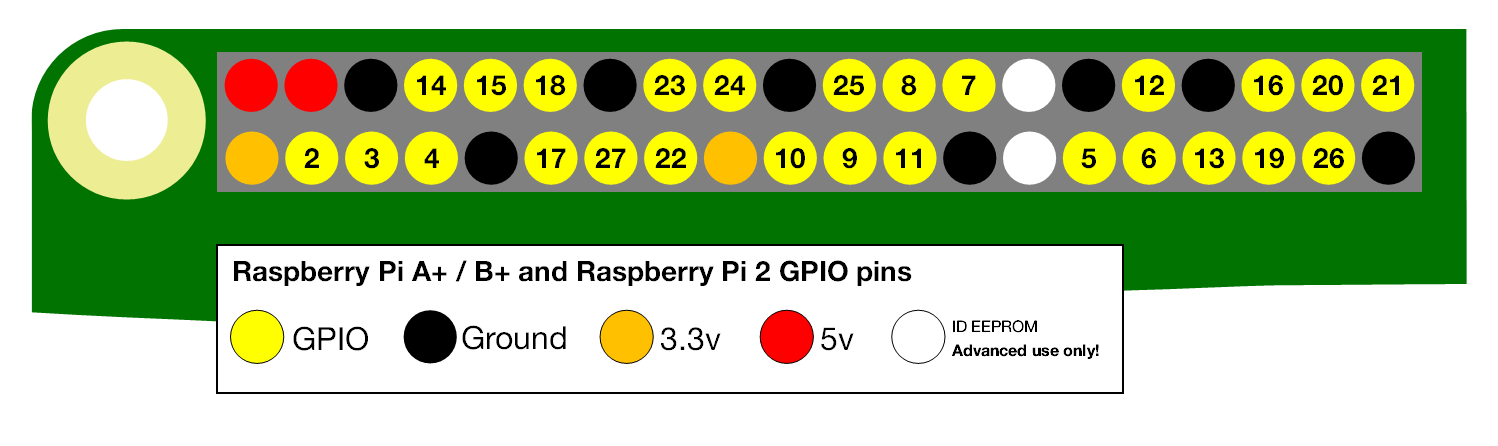 14 15 18 23 24 25 8 7 12 16 20 21
2 3 4 17 27 22 10 9 11 5 6 13 19 26
Raspberry Pi A+ / B+ and Raspberry Pi 2 GPIO pins
GPIO Ground 3.3v 5v ID EEPROM
Advanced use only!